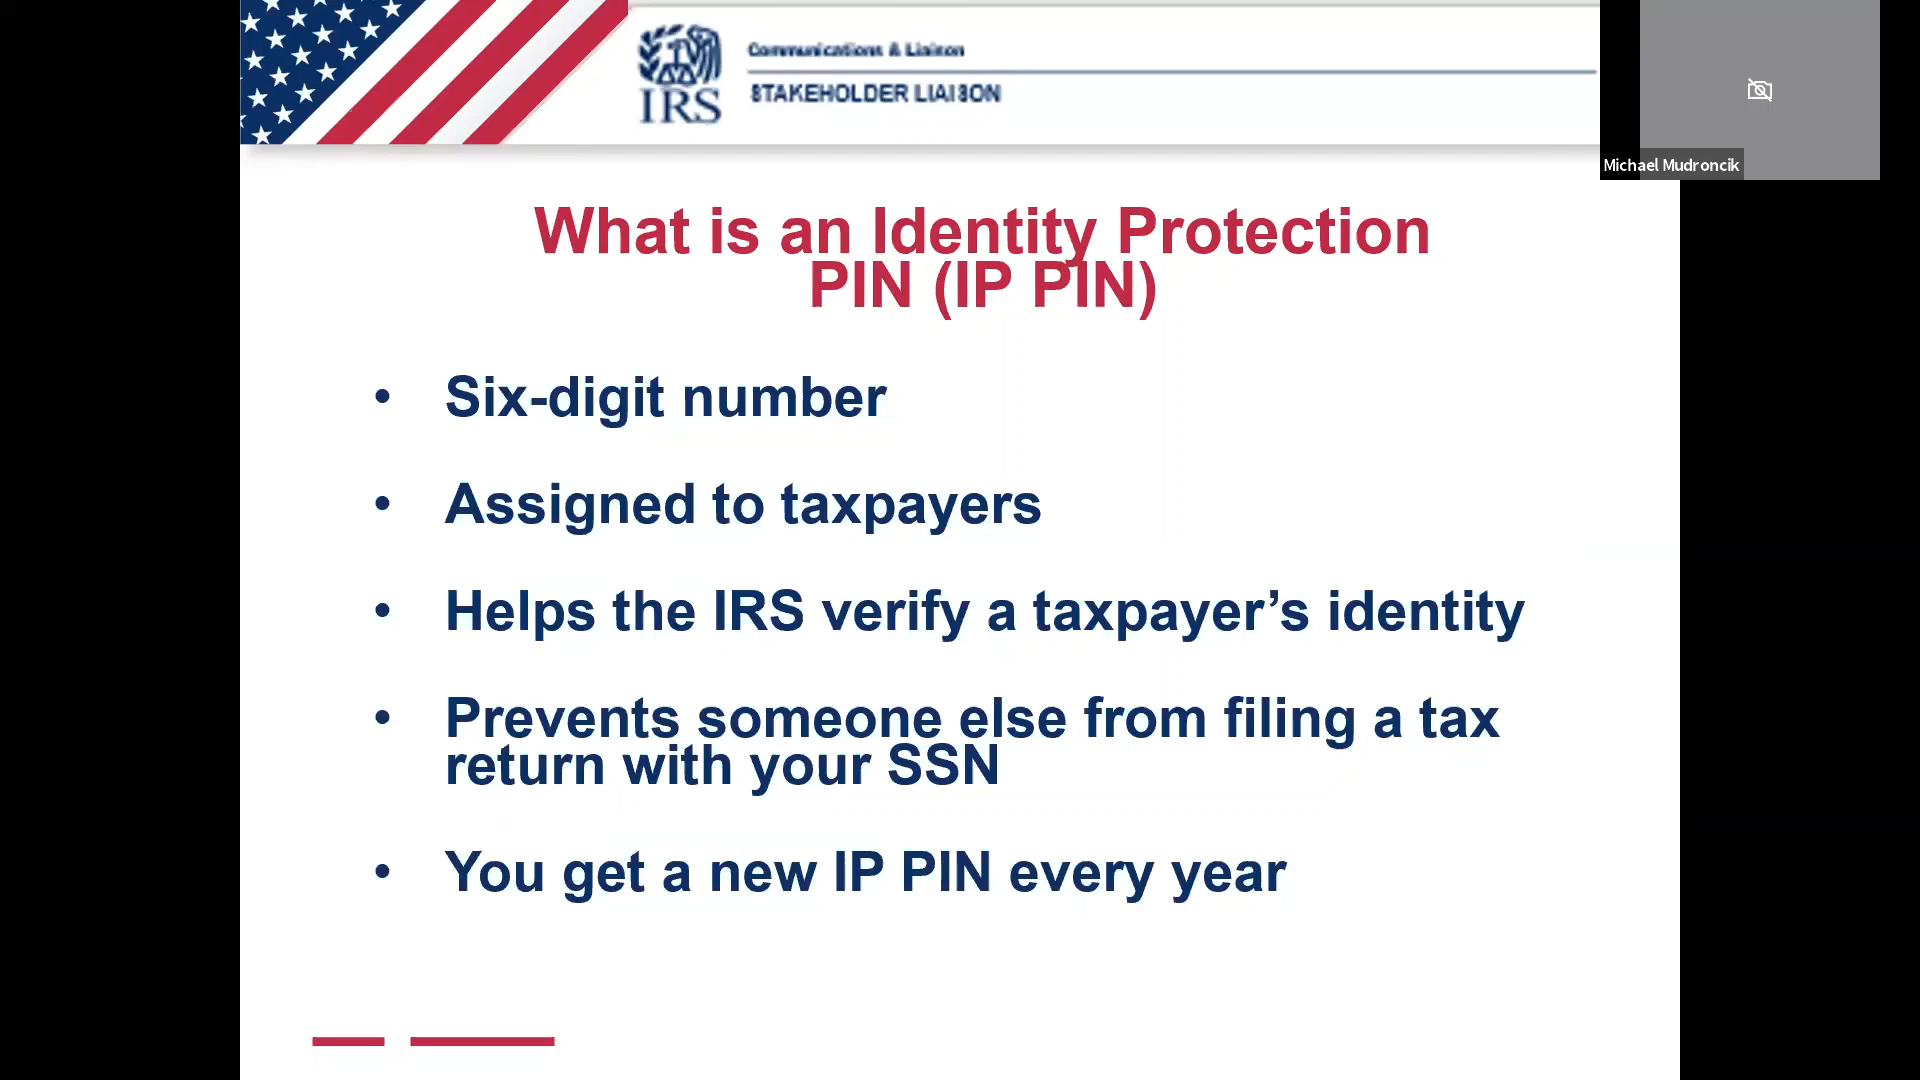 Communications & Liaison
STAKEHOLDER LIAISON
IRS
Michael Mudroncik
What is an Identity Protection
PIN (IP PIN)
• Six-digit number
• Assigned to taxpayers
• Helps the IRS verify a taxpayer’s identity
• Prevents someone else from filing a tax
return with your SSN
• You get a new IP PIN every year